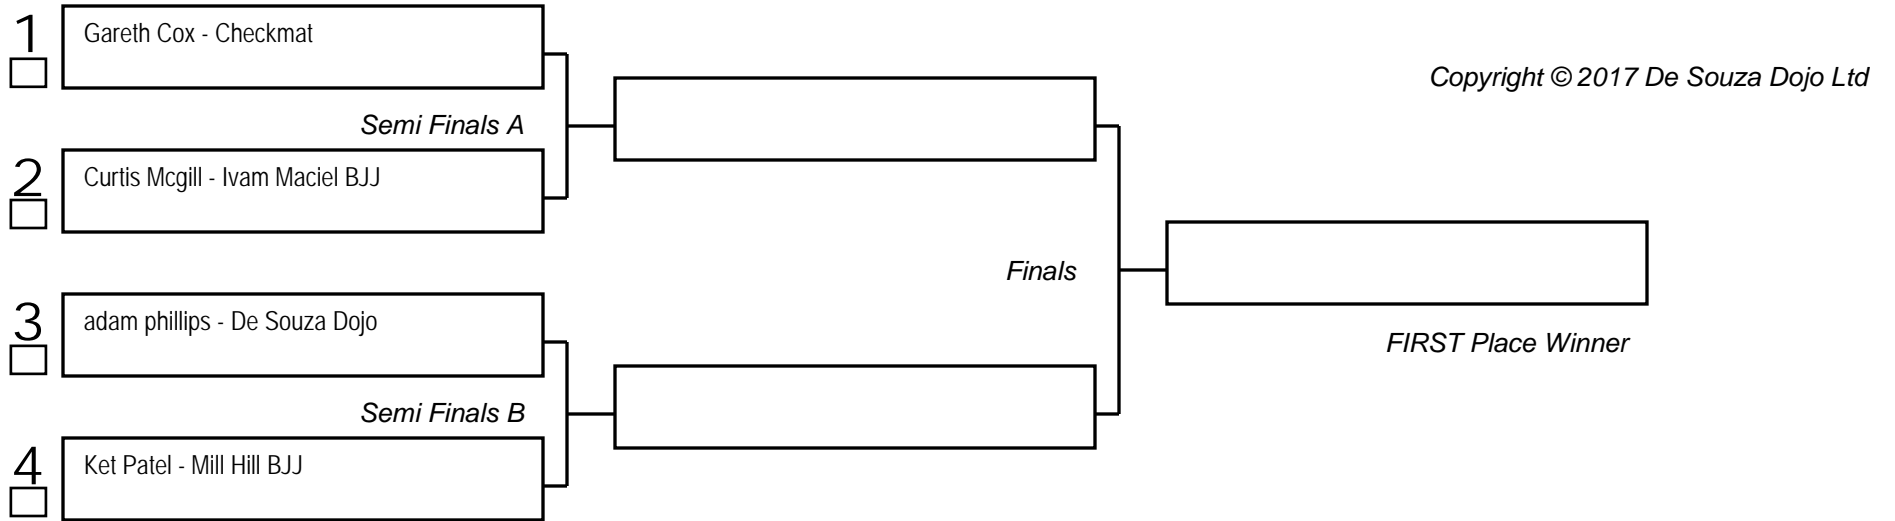 1
Gareth Cox - Checkmat
Copyright © 2017 De Souza Dojo Ltd
Semi Finals A
2
Curtis Mcgill - Ivam Maciel BJJ
Finals
3
adam phillips - De Souza Dojo
FIRST Place Winner
Semi Finals B
4
Ket Patel - Mill Hill BJJ